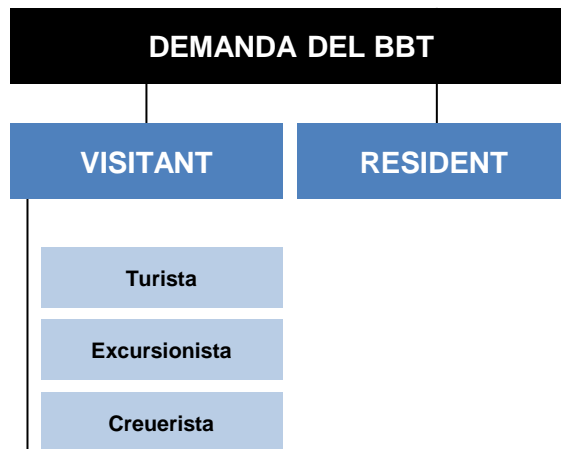 DEMANDA DEL BBT
VISITANT
RESIDENT
Turista
Excursionista
Creuerista